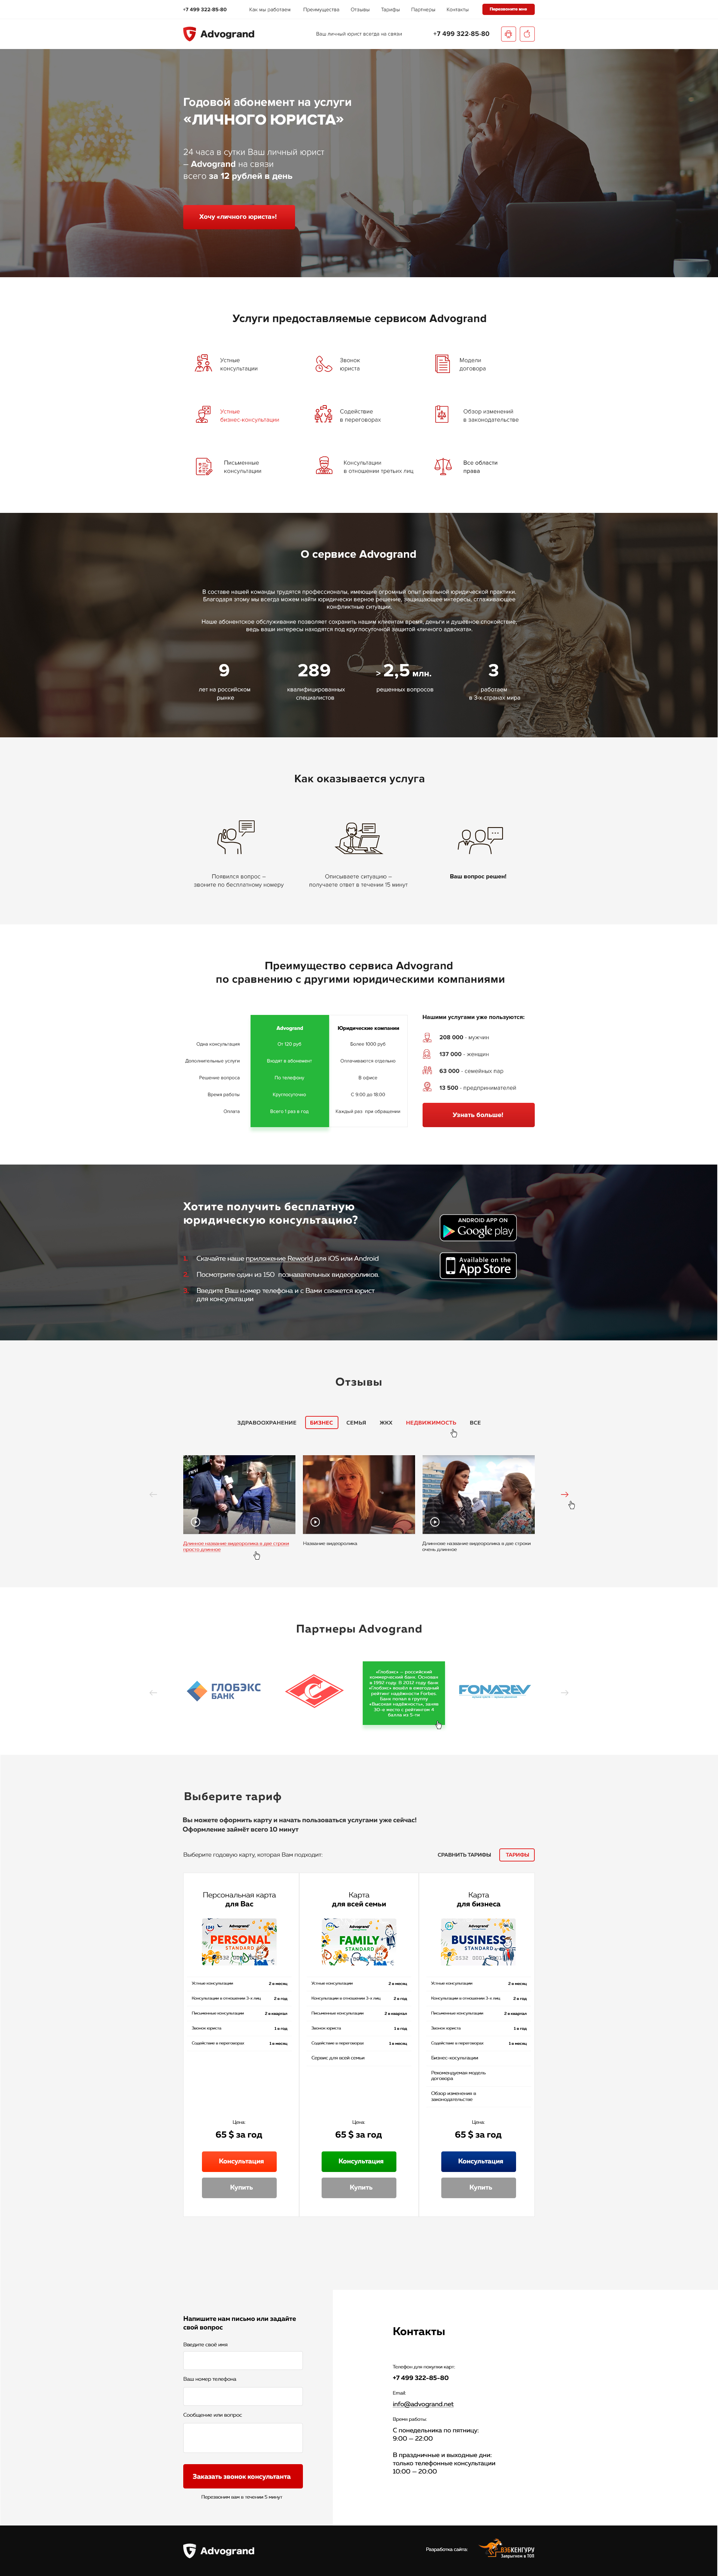 +7 499 322-85-80
Как мы работаем
Преимущества
Отзывы
Тарифы
Партнеры
Контакты
Перезвоните мне
Advogrand
Ваш личный юрист всегда на связи
+7 499 322-85-80
Годовой абонемент на услуги
«ЛИЧНОГО ЮРИСТА»
24 часа в сутки Ваш личный юрист
– Advogrand на связи
всего за 12 рублей в день
Хочу «личного юриста»!
Услуги предоставляемые сервисом Advogrand
Устные
консультации
Звонок
юриста
Модели
договора
Устные
бизнес-консультации
Содействие
в переговорах
Обзор изменений
в законодательстве
Письменные
консультации
Консультации
в отношении третьих лиц
Все области
права
О сервисе Advogrand
В составе нашей команды трудятся профессионалы, имеющие огромный опыт реальной юридической практики.
Благодаря этому мы всегда можем найти юридически верное решение, защищающее интересы, сглаживающее
конфликтные ситуации.
Наше абонентское обслуживание позволяет сохранить нашим клиентам время, деньги и душевное спокойствие,
ведь ваши интересы находятся под круглосуточной защитой «личного адвоката».
9
лет на российском
рынке
289
квалифицированных
специалистов
> 2,5 млн.
решенных вопросов
3
работаем
в 3-х странах мира
Как оказывается услуга
Появился вопрос –
звоните по бесплатному номеру
Описываете ситуацию –
получаете ответ в течении 15 минут
Ваш вопрос решен!
Преимущество сервиса Advogrand
по сравнению с другими юридическими компаниями
Advogrand
Юридические компании
Одна консультация
От 120 руб
Более 1000 руб
Дополнительные услуги
Входят в абонемент
Оплачиваются отдельно
Решение вопроса
По телефону
В офисе
Время работы
Круглосуточно
С 9:00 до 18:00
Оплата
Всего 1 раз в год
Каждый раз при обращении
Нашими услугами уже пользуются:
208 000 - мужчин
137 000 - женщин
63 000 - семейных пар
13 500 - предпринимателей
Узнать больше!
Хотите получить бесплатную
юридическую консультацию?
1 Скачайте наше приложение Reworld для iOS или Android
2 Посмотрите один из 150 познавательных видеороликов.
3 Введите Ваш номер телефона и с Вами свяжется юрист
для консультации
ANDROID APP ON
Google play
Available on the
App Store
Отзывы
ЗДРАВООХРАНЕНИЕ
БИЗНЕС
СЕМЬЯ
ЖКХ
НЕДВИЖИМОСТЬ
ВСЕ
Длинное название видеоролика в две строки
просто длинное
Название видеоролика
Длинноое название видеоролика в две строки
очень длинное
Партнеры Advogrand
ГЛОБЭКС
БАНК
«Глобэкс» – российский
коммерческий банк. Основан
в 1992 году. В 2012 году банк
«Глобэкс» вошёл в ежегодный
рейтинг надёжности Forbes.
Банк попал в группу
«Высокая надёжность», заняв
30-е место с рейтингом 4
балла из 5-ти
FONAREV
Выберите тариф
Вы можете оформить карту и начать пользоваться услугами уже сейчас!
Оформление займёт всего 10 минут
Выберите годовую карту, которая Вам подходит:
СРАВНИТЬ ТАРИФЫ
ТАРИФЫ
Персональная карта
для Вас
Advogrand
PERSONAL
STANDARD
Устные консультации 2 в месяц
Консультации в отношении 3-х лиц 2 в год
Письменные консультации 2 в квартал
Звонок юриста 1 в год
Содействие в переговорах 1 в месяц
Цена:
65 $ за год
Консультация
Купить
Карта
для всей семьи
Advogrand
FAMILY
STANDARD
Устные консультации 2 в месяц
Консультации в отношении 3-х лиц 2 в год
Письменные консультации 2 в квартал
Звонок юриста 1 в год
Содействие в переговорах 1 в месяц
Сервис для всей семьи
Цена:
65 $ за год
Консультация
Купить
Карта
для бизнеса
Advogrand
BUSINESS
STANDARD
Устные консультации 2 в месяц
Консультации в отношении 3-х лиц 2 в год
Письменные консультации 2 в квартал
Звонок юриста 1 в год
Содействие в переговорах 1 в месяц
Бизнес-косультации
Рекомендуемая модель
договора
Обзор изменения в
законодательстве
Цена:
65 $ за год
Консультация
Купить
Напишите нам письмо или задайте
свой вопрос
Введите своё имя
Ваш номер телефона
Сообщение или вопрос
Заказать звонок консультанта
Перезвоним вам в течении 5 минут
Контакты
Телефон для покупки карт:
+7 499 322-85-80
Email:
info@advogrand.net
Время работы
С понедельника по пятницу:
9:00 – 22:00
В праздничные и выходные дни:
только телефонные консультации
10:00 – 20:00
Advogrand
Разработка сайта:
ВЭБКЕНГУРУ
Запрыгнем в ТОП